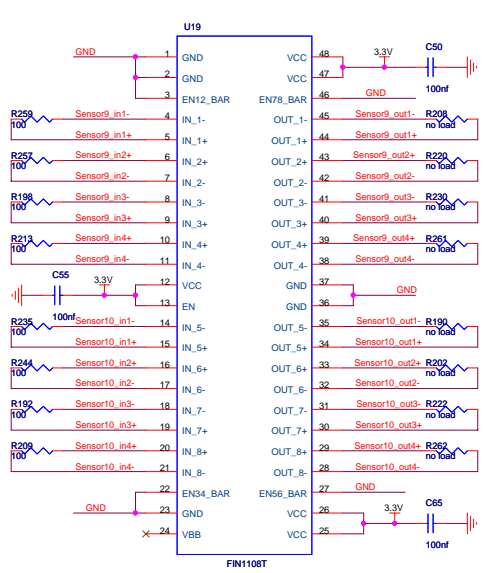 U19
GND 1 GND VCC 48 3.3V C50
2 GND VCC 47 100nf
3 EN12_BAR EN78_BAR 46 GND
R259 100 Sensor9_in1- 4 IN_1- OUT_1- 45 Sensor9_out1- R208 no load
Sensor9_in1+ 5 IN_1+ OUT_1+ 44 Sensor9_out1+
R257 100 Sensor9_in2+ 6 IN_2+ OUT_2+ 43 Sensor9_out2+ R220 no load
Sensor9_in2- 7 IN_2- OUT_2- 42 Sensor9_out2-
R198 100 Sensor9_in3- 8 IN_3- OUT_3- 41 Sensor9_out3- R230 no load
Sensor9_in3+ 9 IN_3+ OUT_3+ 40 Sensor9_out3+
R213 100 Sensor9_in4+ 10 IN_4+ OUT_4+ 39 Sensor9_out4+ R261 no load
Sensor9_in4- 11 IN_4- OUT_4- 38 Sensor9_out4-
C55 3.3V 12 VCC GND 37 GND
100nf 13 EN GND 36
R235 100 Sensor10_in1- 14 IN_5- OUT_5- 35 Sensor10_out1- R190 no load
Sensor10_in1+ 15 IN_5+ OUT_5+ 34 Sensor10_out1+
R244 100 Sensor10_in2+ 16 IN_6+ OUT_6+ 33 Sensor10_out2+ R202 no load
Sensor10_in2- 17 IN_6- OUT_6- 32 Sensor10_out2-
R192 100 Sensor10_in3- 18 IN_7- OUT_7- 31 Sensor10_out3- R222 no load
Sensor10_in3+ 19 IN_7+ OUT_7+ 30 Sensor10_out3+
R209 100 Sensor10_in4+ 20 IN_8+ OUT_8+ 29 Sensor10_out4+ R262 no load
Sensor10_in4- 21 IN_8- OUT_8- 28 Sensor10_out4-
22 EN34_BAR EN56_BAR 27 GND
GND 23 GND VCC 26 3.3V C65
24 VBB VCC 25 100nf
FIN1108T